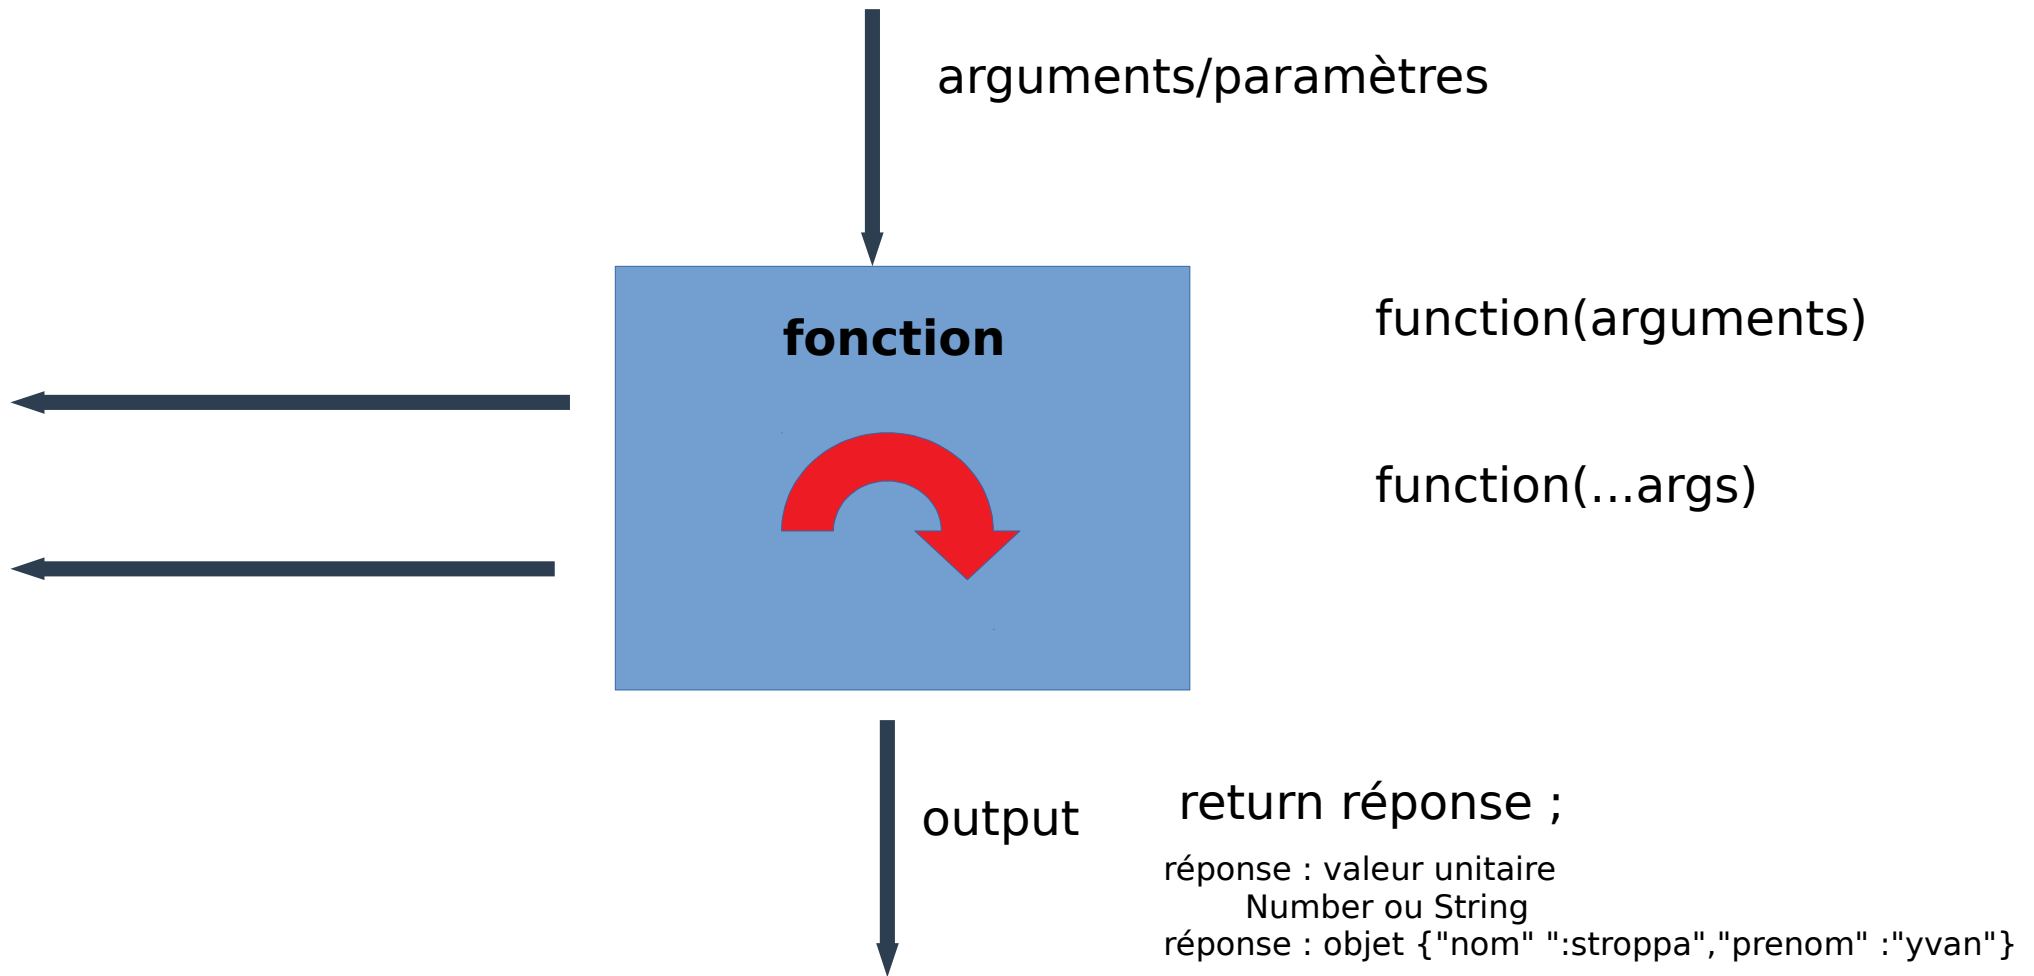 arguments/paramètres
fonction
function(arguments)
function(...args)
output
return réponse ;
réponse : valeur unitaire
Number ou String
réponse : objet {"nom" ":stroppa","prenom" :"yvan"}